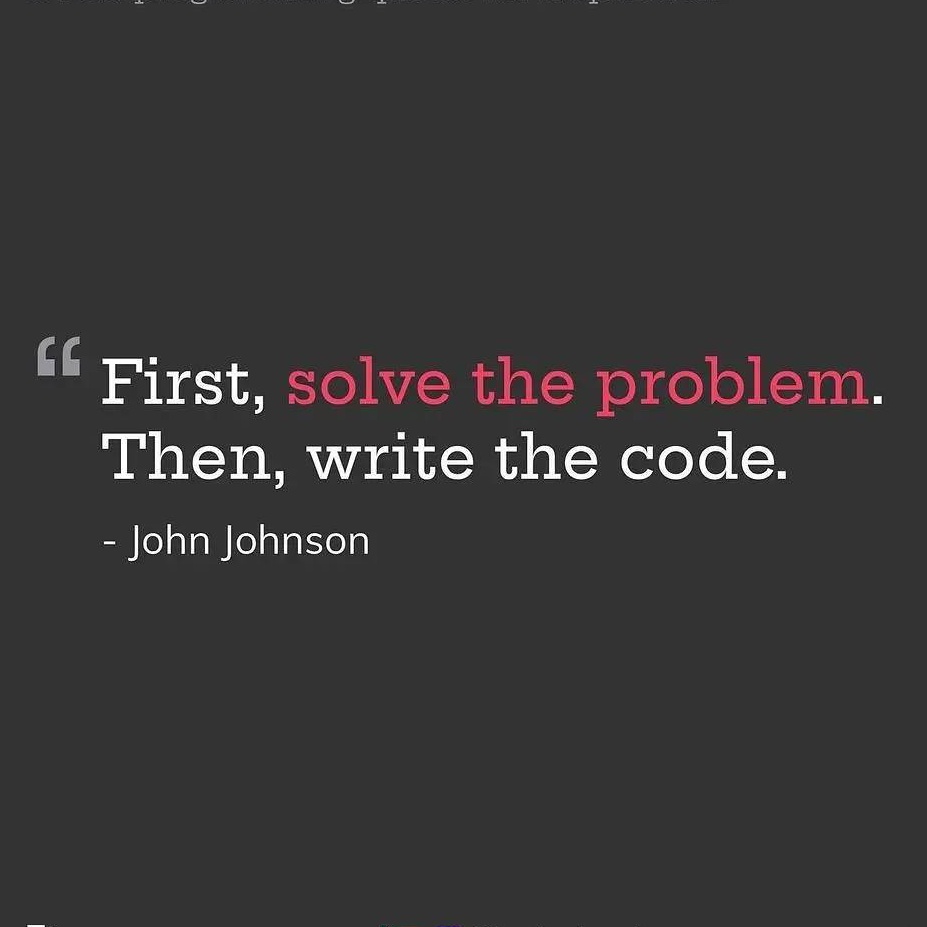 “ First, solve the problem.
Then, write the code.
- John Johnson